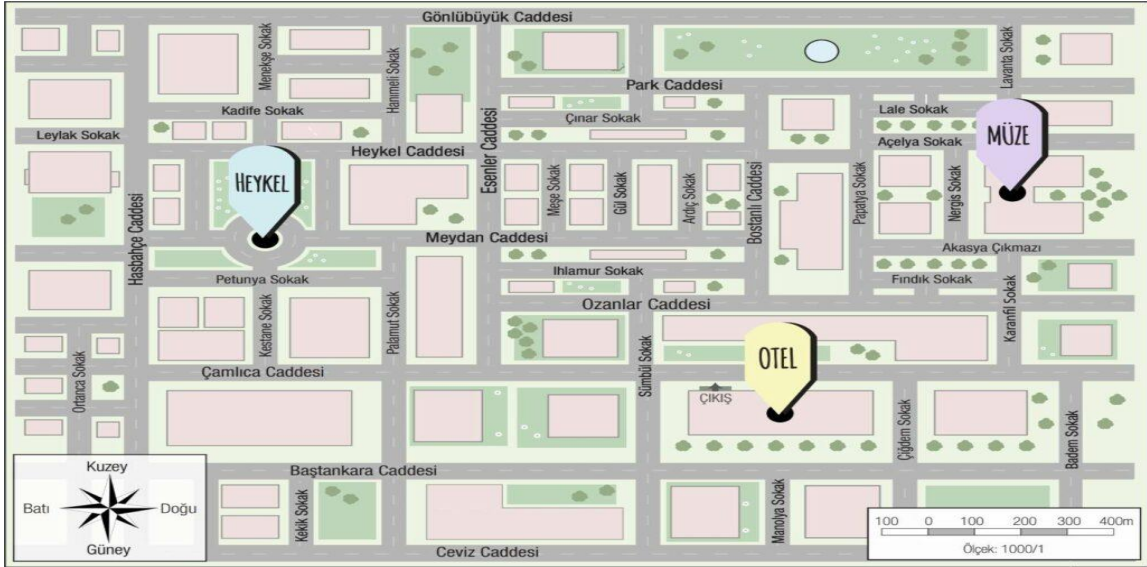 Gönlübüyük Caddesi
Menekşe Sokak
Hanımeli Sokak
Lavanta Sokak
Park Caddesi
Kadife Sokak
Çınar Sokak
Lale Sokak
Leylak Sokak
Heykel Caddesi
Esenler Caddesi
Açelya Sokak
MÜZE
HEYKEL
Meşe Sokak
Gül Sokak
Ardıç Sokak
Bostanlı Caddesi
Papatya Sokak
Nergis Sokak
Hasbahçe Caddesi
Meydan Caddesi
Akasya Çıkmazı
Petunya Sokak
Ihlamur Sokak
Fındık Sokak
Ozanlar Caddesi
Kestane Sokak
Palamut Sokak
Karanfil Sokak
Ortanca Sokak
Sümbül Sokak
OTEL
Çamlıca Caddesi
ÇIKIŞ
Çiğdem Sokak
Badem Sokak
Baştankara Caddesi
Kuzey
Batı
Doğu
Güney
Kekik Sokak
Manolya Sokak
100 0 100 200 300 400m
Ölçek: 1000/1
Ceviz Caddesi